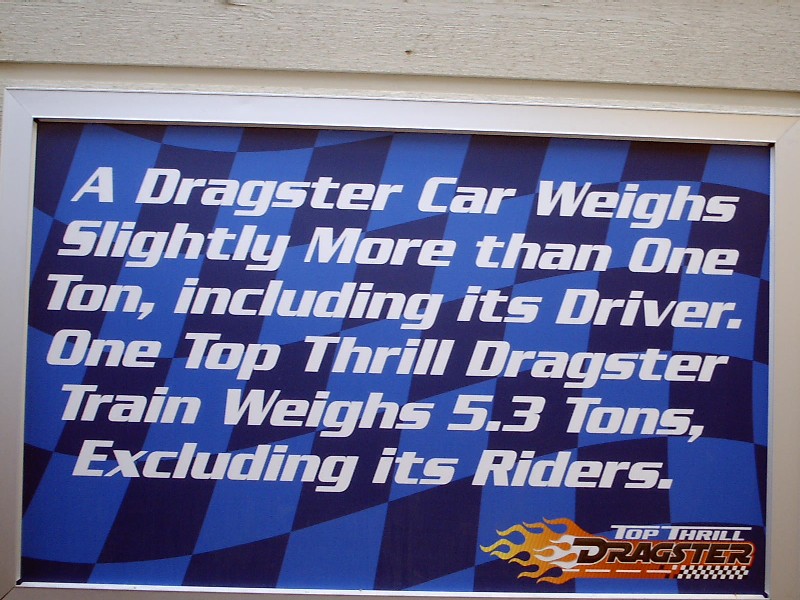 A Dragster Car Weighs
Slightly More than One
Ton, including its Driver.
One Top Thrill Dragster
Train Weighs 5.3 Tons,
Excluding its Riders.
TOP THRILL
DRAGSTER